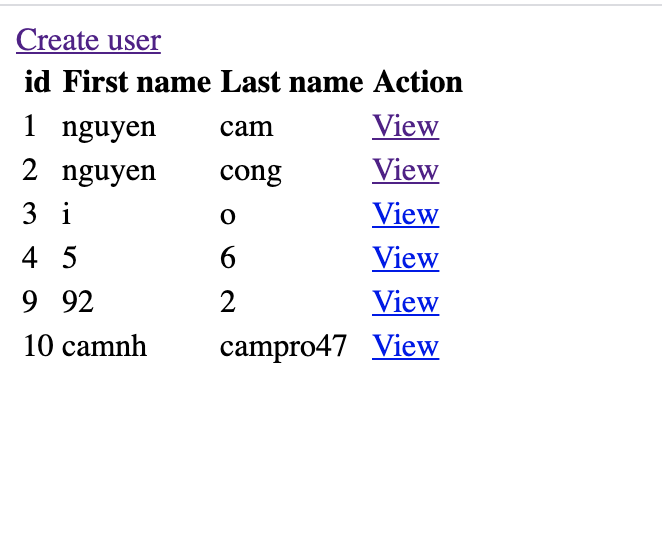 Create user
id First name Last name Action
1 nguyen cam View
2 nguyen cong View
3 i o View
4 5 6 View
9 92 2 View
10 camnh campro47 View